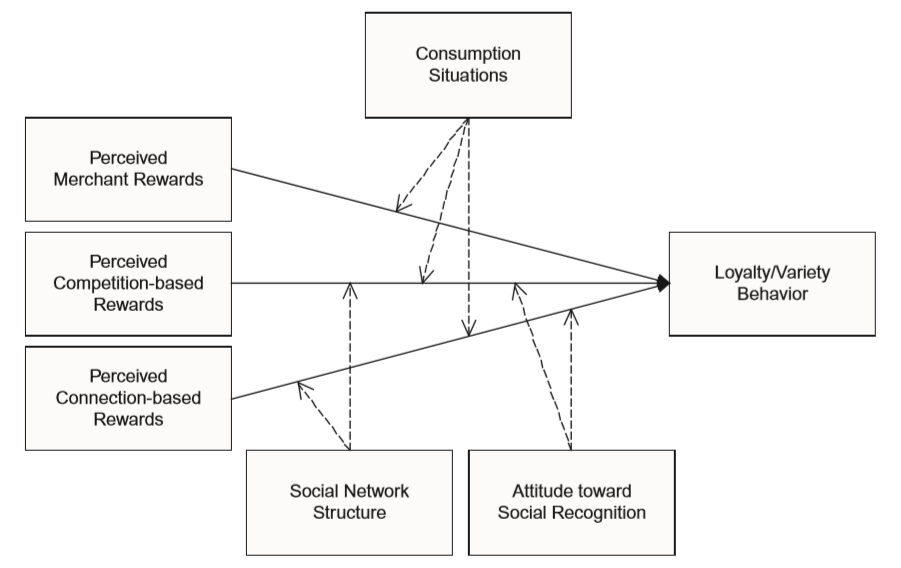 Consumption
Situations
Perceived
Merchant Rewards
Perceived
Competition-based
Rewards
Loyalty/Variety
Behavior
Perceived
Connection-based
Rewards
Social Network
Structure
Attitude toward
Social Recognition